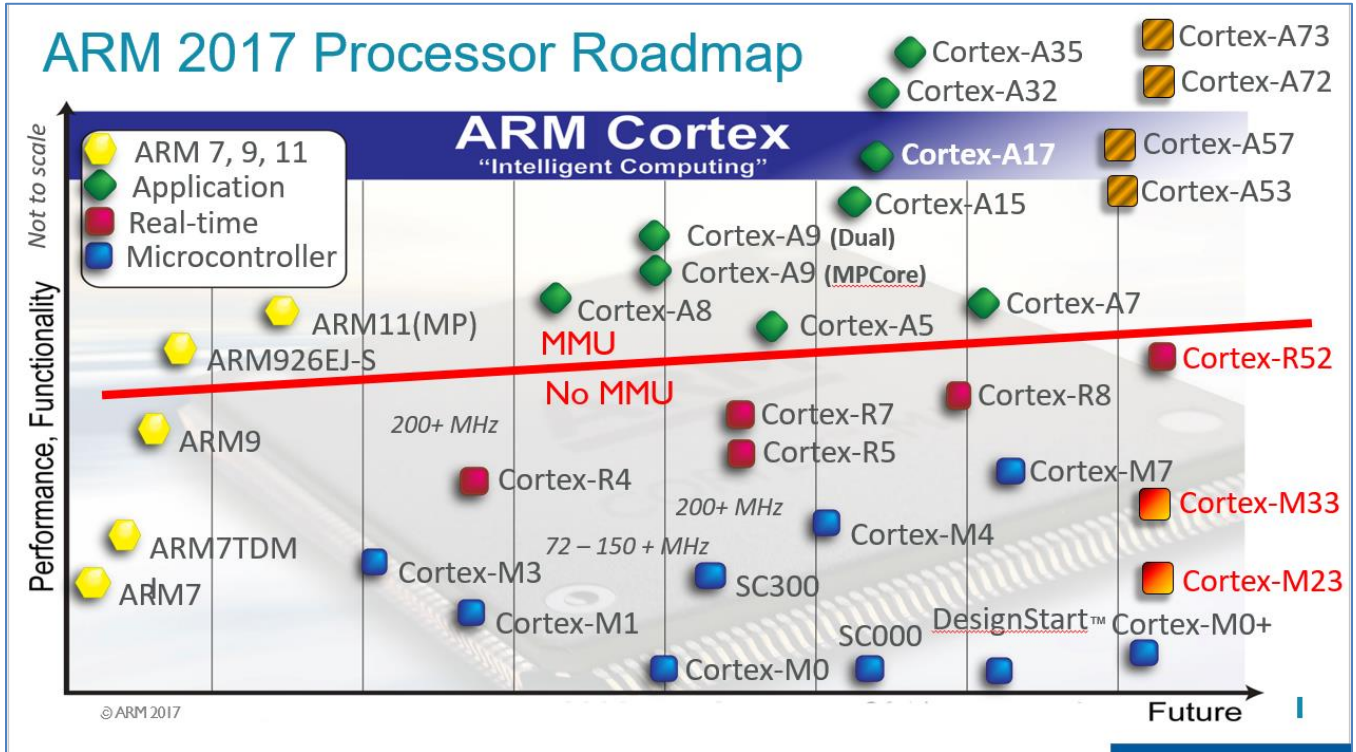 ARM 2017 Processor Roadmap
Cortex-A35
Cortex-A73
Cortex-A32
Cortex-A72
Not to scale
Performance, Functionality
ARM 7, 9, 11
Application
Real-time
Microcontroller
ARM Cortex
"Intelligent Computing"
Cortex-A17
Cortex-A57
Cortex-A53
Cortex-A15
Cortex-A9 (Dual)
Cortex-A9 (MPCore)
Cortex-A8
Cortex-A5
Cortex-A7
ARM11(MP)
ARM926EJ-S
MMU
No MMU
Cortex-R52
Cortex-R8
Cortex-R7
Cortex-R5
200+ MHz
ARM9
Cortex-R4
Cortex-M7
200+ MHz
Cortex-M33
Cortex-M4
ARM7TDM
I
72 – 150 + MHz
Cortex-M3
SC300
Cortex-M23
ARM7
Cortex-M1
DesignStart™
Cortex-M0+
SC000
Cortex-M0
© ARM 2017
Future